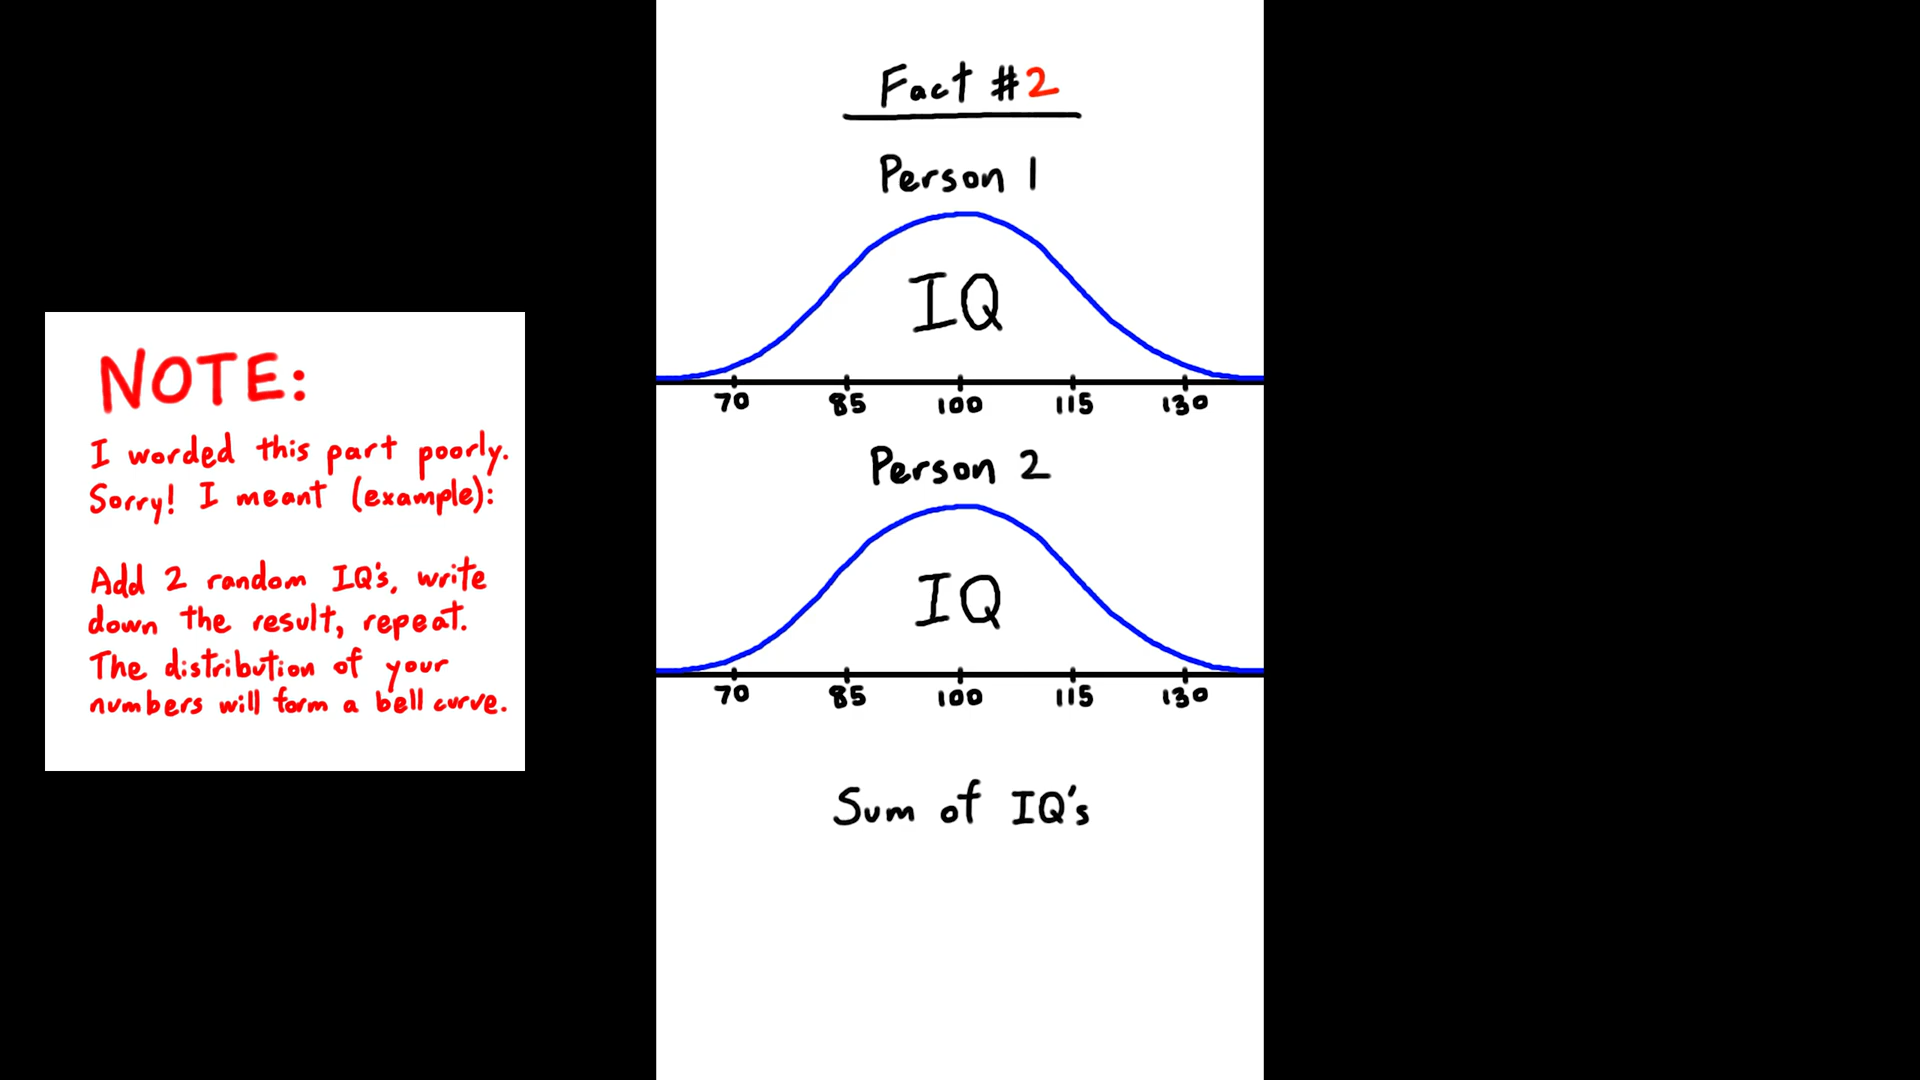 NOTE:
I worded this part poorly.
Sorry! I meant (example):
Add 2 random IQ's, write
down the result, repeat.
The distribution of your
numbers will form a bell curve.
Fact #2
Person 1
IQ
70 85 100 115 130
Person 2
IQ
70 85 100 115 130
Sum of IQ's